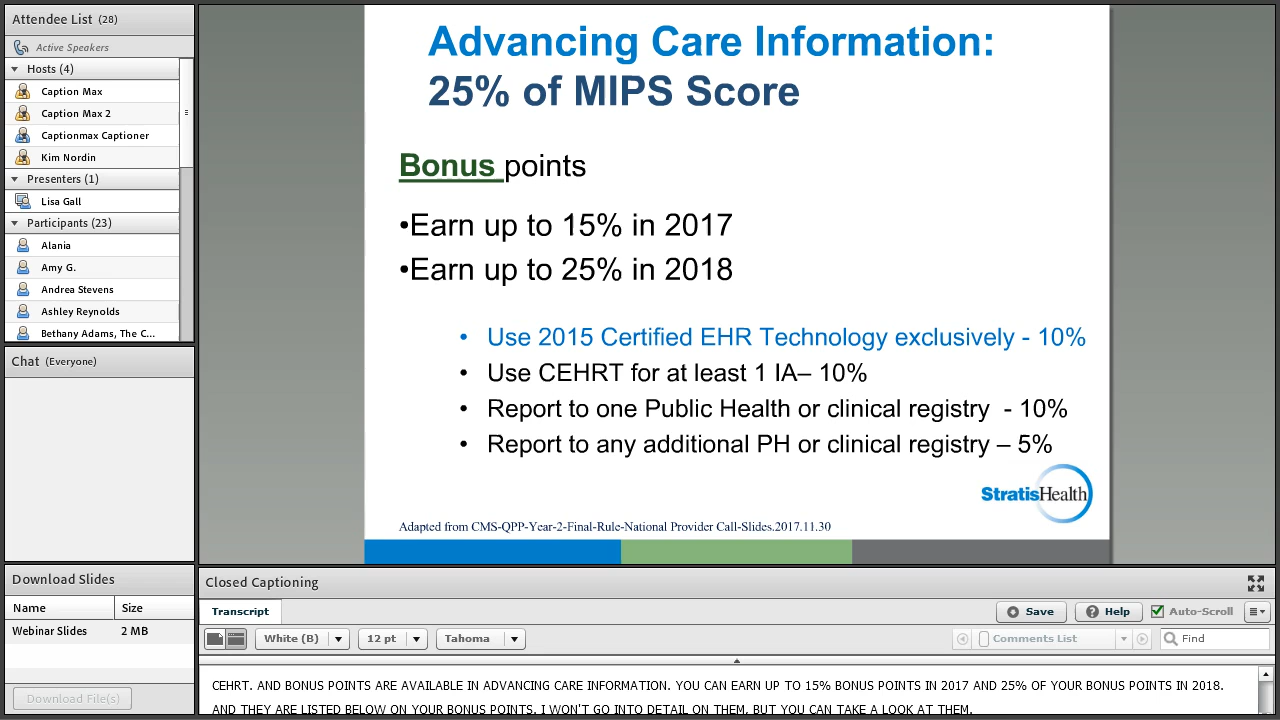 Attendee List (28)
Active Speakers
Hosts (4)
Caption Max
Caption Max 2
Captionmax Captioner
Kim Nordin
Presenters (1)
Lisa Gall
Participants (23)
Alania
Amy G.
Andrea Stevens
Ashley Reynolds
Bethany Adams, The C...
Chat (Everyone)
Download Slides
Name Size
Webinar Slides 2 MB
Download File(s)
Advancing Care Information:
25% of MIPS Score
Bonus points
•Earn up to 15% in 2017
•Earn up to 25% in 2018
• Use 2015 Certified EHR Technology exclusively - 10%
• Use CEHRT for at least 1 IA– 10%
• Report to one Public Health or clinical registry - 10%
• Report to any additional PH or clinical registry – 5%
StratisHealth
Adapted from CMS-QPP-Year-2-Final-Rule-National Provider Call-Slides.2017.11.30
Closed Captioning
Transcript Save Help Auto-Scroll
White (B) 12 pt Tahoma Comments List Find
CEHRT. AND BONUS POINTS ARE AVAILABLE IN ADVANCING CARE INFORMATION. YOU CAN EARN UP TO 15% BONUS POINTS IN 2017 AND 25% OF YOUR BONUS POINTS IN 2018.
AND THEY ARE LISTED BELOW ON YOUR BONUS POINTS. I WON'T GO INTO DETAIL ON THEM, BUT YOU CAN TAKE A LOOK AT THEM.